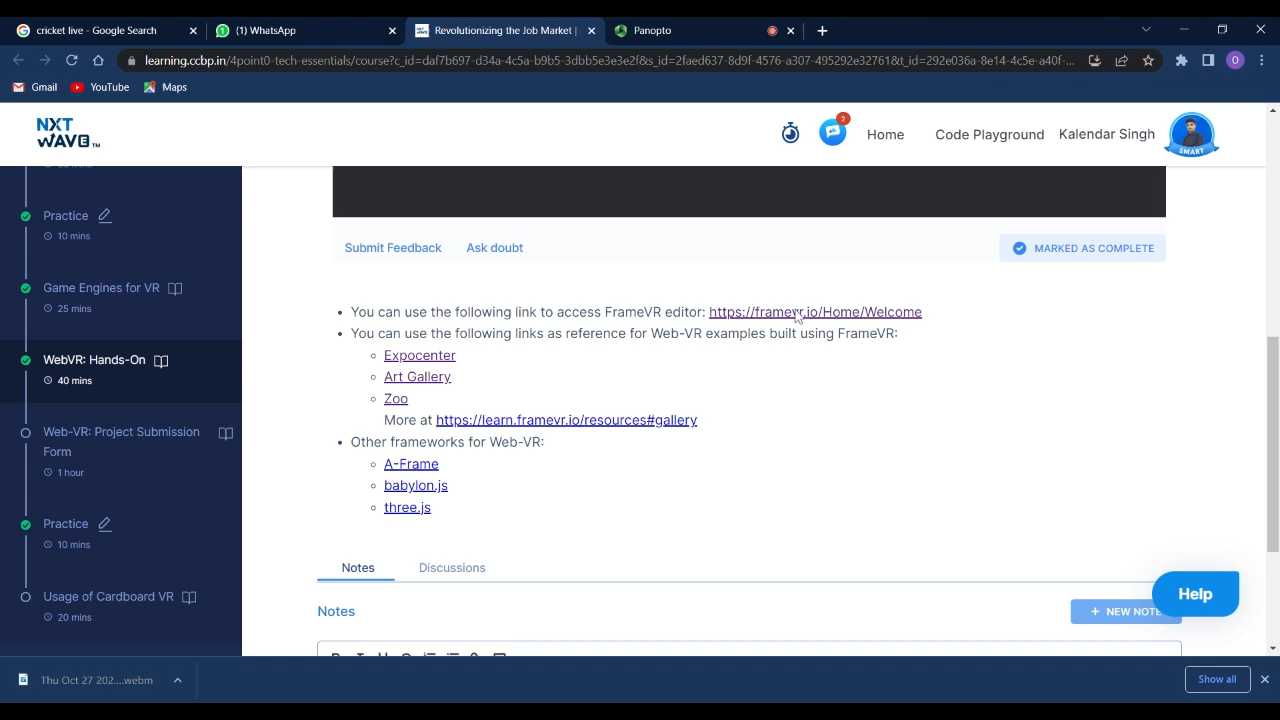 cricket live - Google Search
(1) WhatsApp
Revolutionizing the Job Market |
Panopto
learning.ccbp.in/4point0-tech-essentials/course?c_id=daf7b697-d34a-4c5a-b9b5-3dbb5e3e3e2f&s_id=2faed637-8d9f-4576-a307-495292e32761&t_id=292e036a-8e14-4c5e-a40f-...
O
Gmail
YouTube
Maps
NXT
WAVE TM
2
Home
Code Playground
Kalendar Singh
SMART
Practice
10 mins
Submit Feedback
Ask doubt
MARKED AS COMPLETE
Game Engines for VR
25 mins
• You can use the following link to access FrameVR editor: https://framevr.io/Home/Welcome
• You can use the following links as reference for Web-VR examples built using FrameVR:
Expocenter
Art Gallery
Zoo
More at https://learn.framevr.io/resources#gallery
• Other frameworks for Web-VR:
A-Frame
babylon.js
three.js
WebVR: Hands-On
40 mins
Web-VR: Project Submission
Form
1 hour
Practice
10 mins
Usage of Cardboard VR
20 mins
Notes
Discussions
Notes
+ NEW NOTE
Help
Thu Oct 27 202....webm
Show all